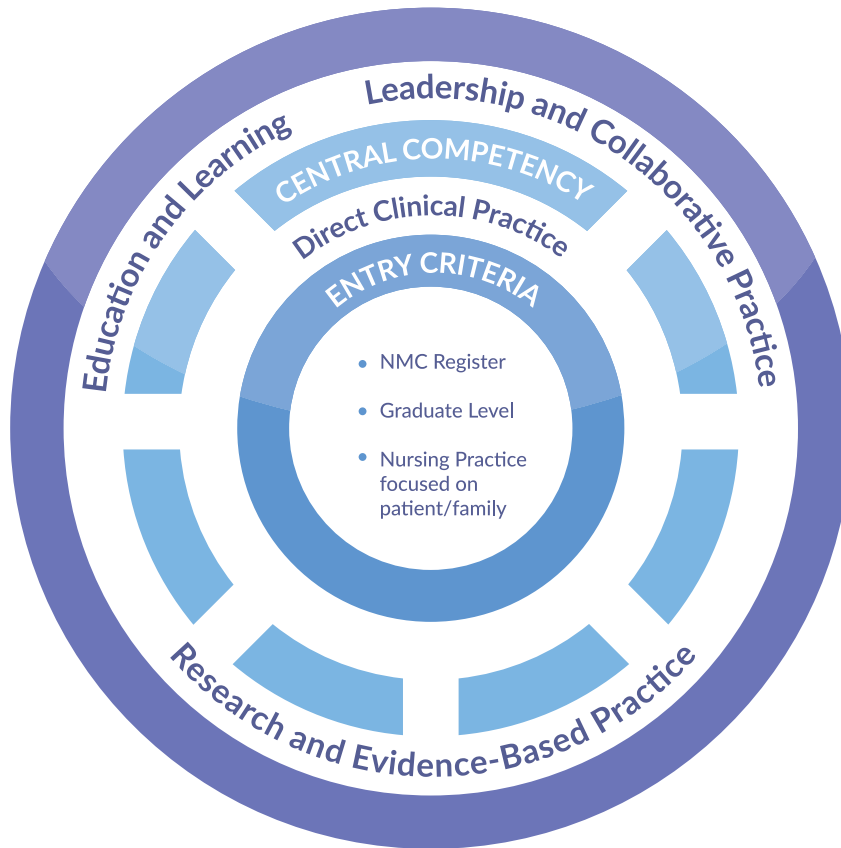 Leadership and Collaborative Practice
Education and Learning
CENTRAL COMPETENCY
Direct Clinical Practice
ENTRY CRITERIA
• NMC Register
• Graduate Level
• Nursing Practice
focused on
patient/family
Research and Evidence-Based Practice